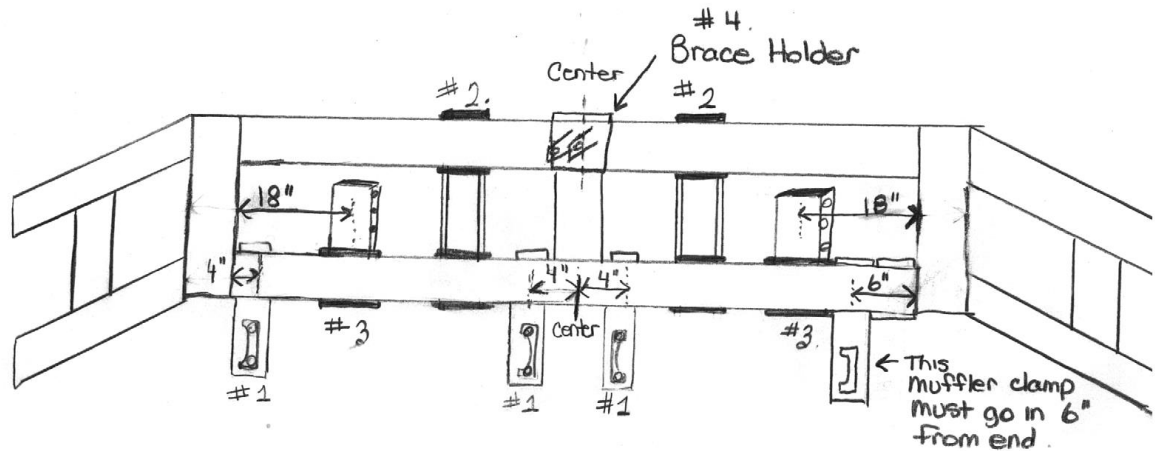 #4.
Brace Holder
Center
#2.
#2
18"
18"
4"
4"
4"
6"
#3
Center
#3.
#1
#1
#1
← This
muffler clamp
must go in 6"
from end.